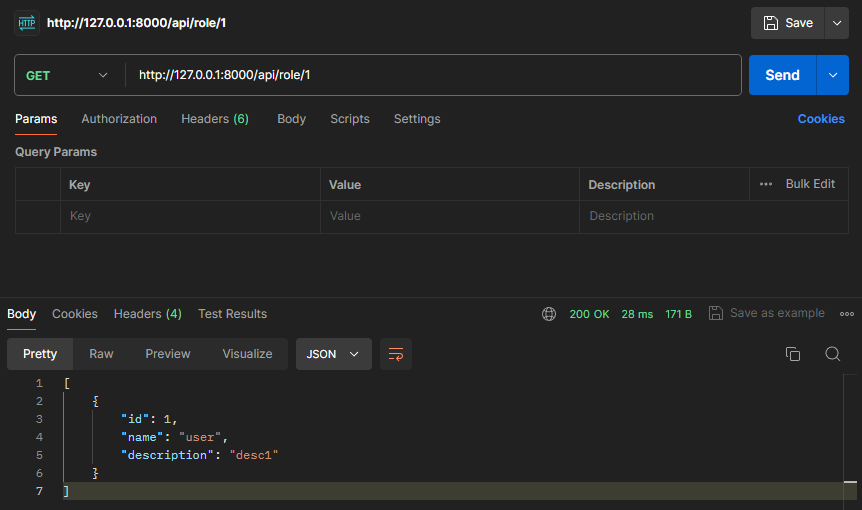 HTTP http://127.0.0.1:8000/api/role/1 Save
GET http://127.0.0.1:8000/api/role/1 Send
Params Authorization Headers (6) Body Scripts Settings Cookies
Query Params
Key Value Description ••• Bulk Edit
Key Value Description
Body Cookies Headers (4) Test Results 200 OK 28 ms 171 B Save as example
Pretty Raw Preview Visualize JSON
1 [
2 {
3 "id": 1,
4 "name": "user",
5 "description": "desc1"
6 }
7 ]